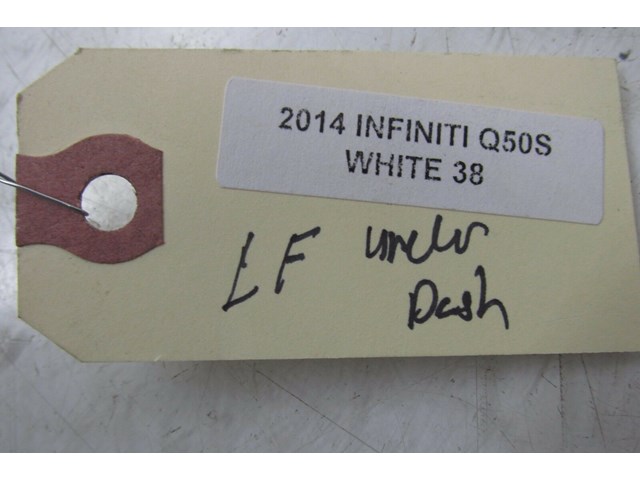 2014 INFINITI Q50S
WHITE 38
LF under
Dash